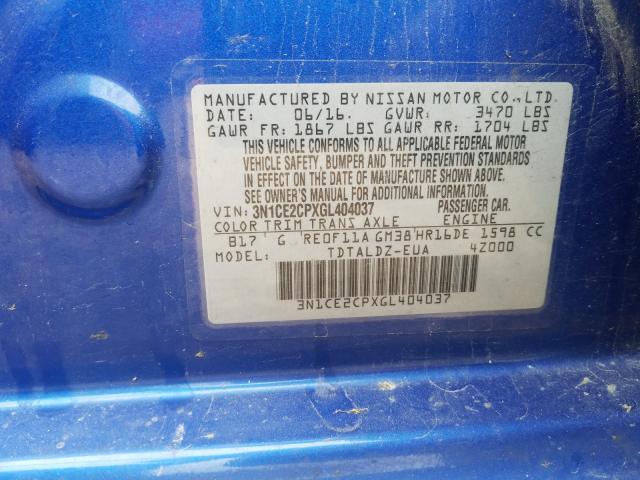 MANUFACTURED BY NISSAN MOTOR CO., LTD.
DATE: 06/16. GVWR: 3470 LBS
GAWR FR: 1867 LBS GAWR RR: 1704 LBS
THIS VEHICLE CONFORMS TO ALL APPLICABLE FEDERAL MOTOR
VEHICLE SAFETY, BUMPER AND THEFT PREVENTION STANDARDS
IN EFFECT ON THE DATE OF MANUFACTURE SHOWN ABOVE.
SEE OWNER'S MANUAL FOR ADDITIONAL INFORMATION.
VIN: 3N1CE2CPXGL404037 PASSENGER CAR.
COLOR TRIM TRANS AXLE ENGINE
B17 G RE0F11A GM38 HR16DE 1598 CC
MODEL: TDTALDZ-EUA 4Z000
3N1CE2CPXGL404037